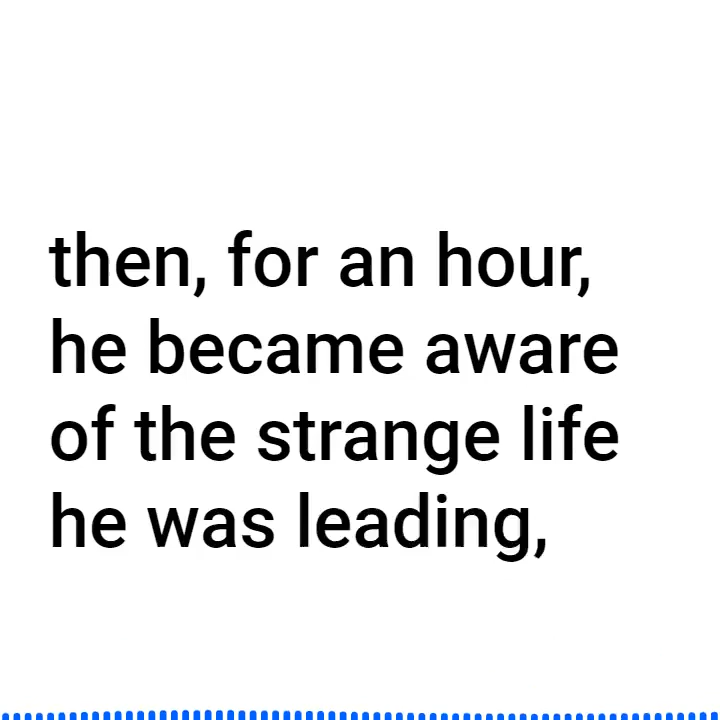 then, for an hour,
he became aware
of the strange life
he was leading,